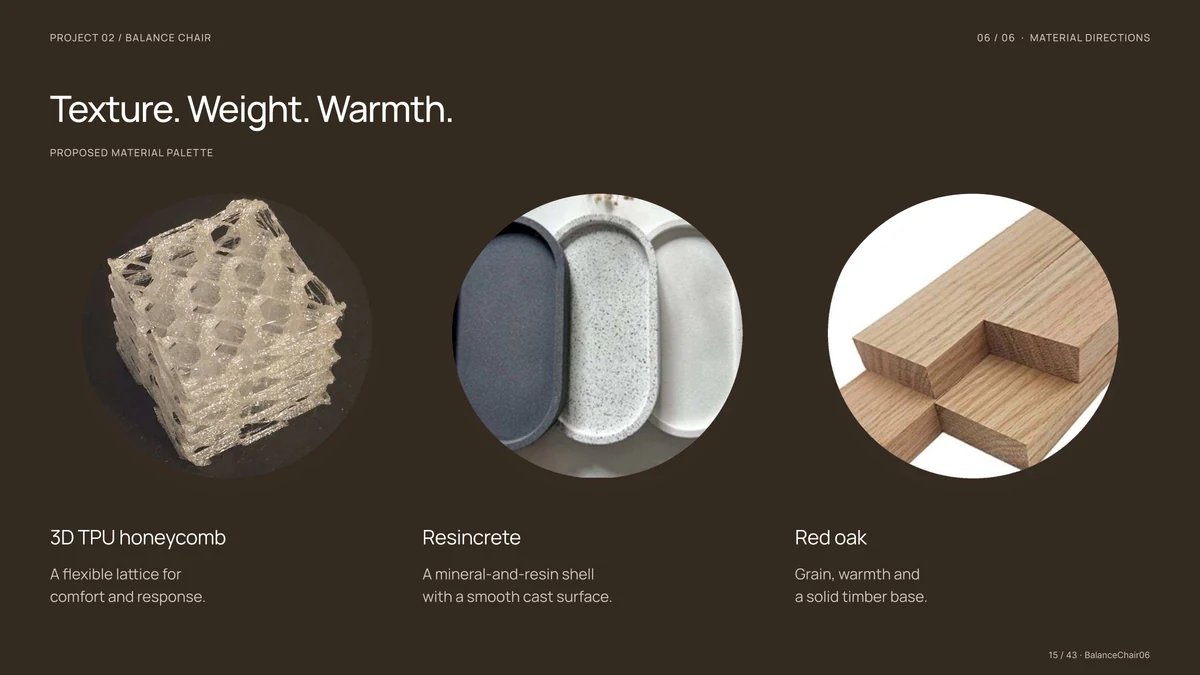 PROJECT 02 / BALANCE CHAIR
06 / 06 · MATERIAL DIRECTIONS
Texture. Weight. Warmth.
PROPOSED MATERIAL PALETTE
3D TPU honeycomb
A flexible lattice for
comfort and response.
Resincrete
A mineral-and-resin shell
with a smooth cast surface.
Red oak
Grain, warmth and
a solid timber base.
15 / 43 · BalanceChair06